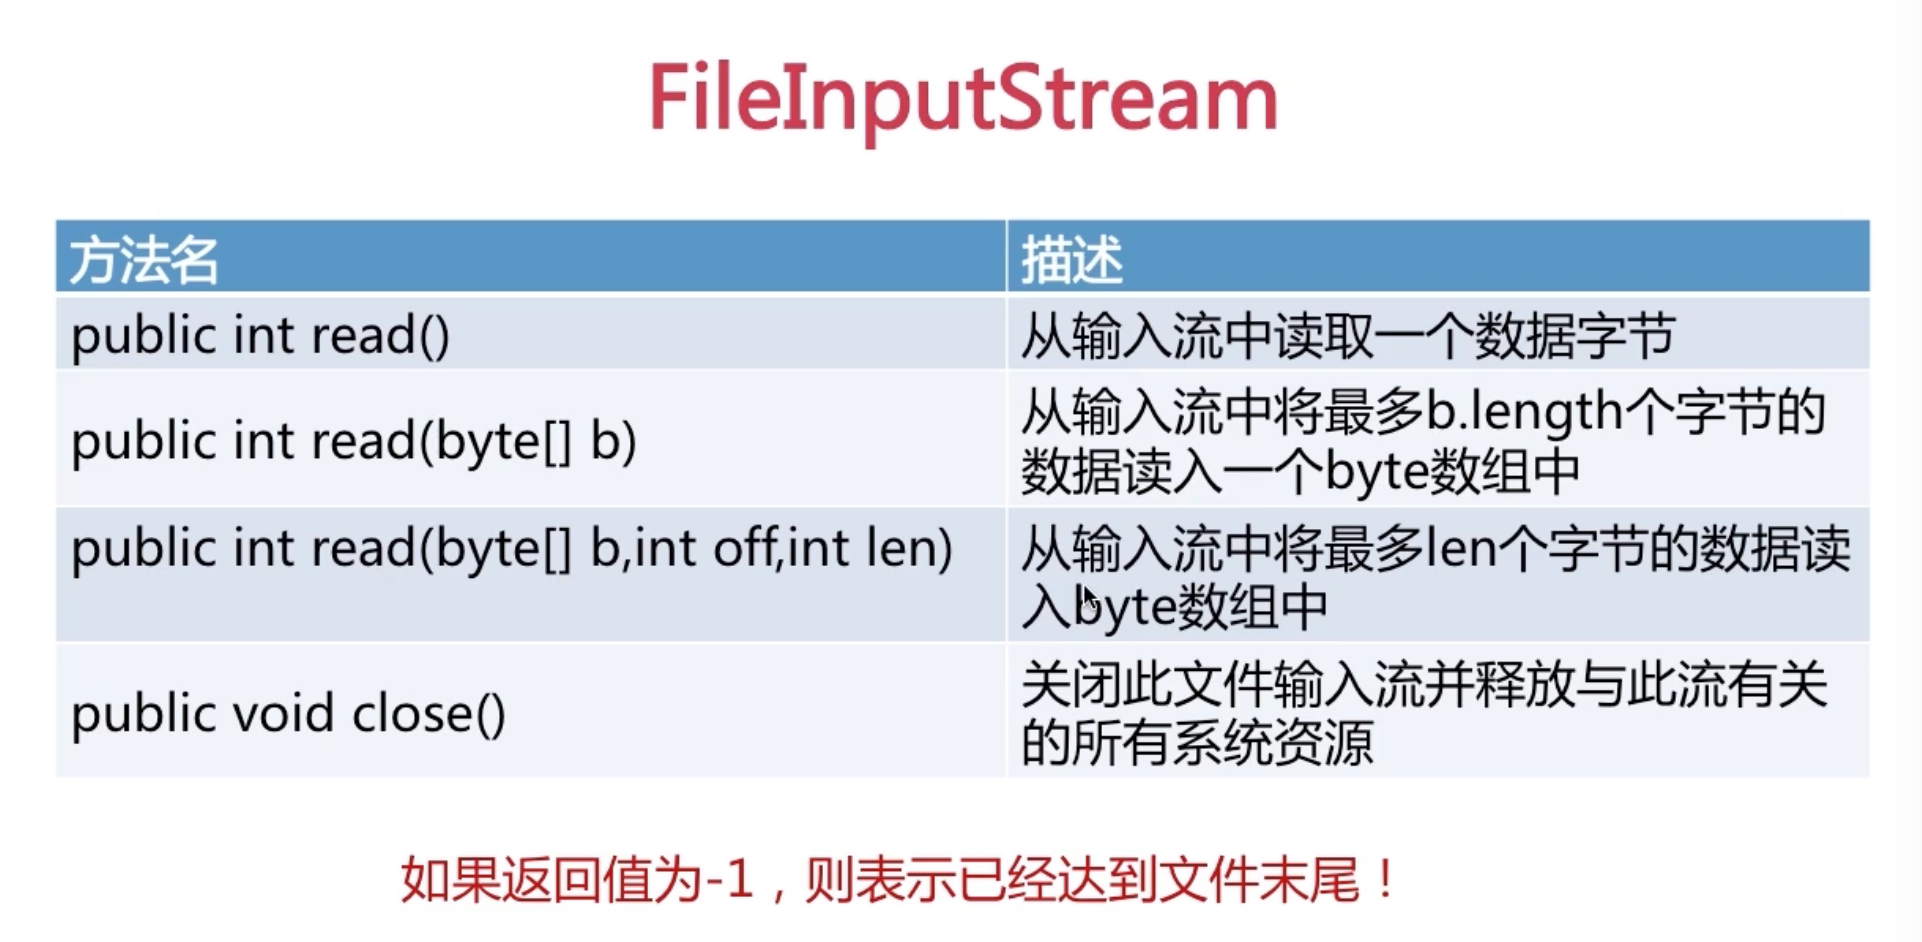 FileInputStream
方法名
描述
public int read()
从输入流中读取一个数据字节
public int read(byte[] b)
从输入流中将最多b.length个字节的
数据读入一个byte数组中
public int read(byte[] b,int off,int len)
从输入流中将最多len个字节的数据读
入byte数组中
public void close()
关闭此文件输入流并释放与此流有关
的所有系统资源
如果返回值为-1，则表示已经达到文件末尾！